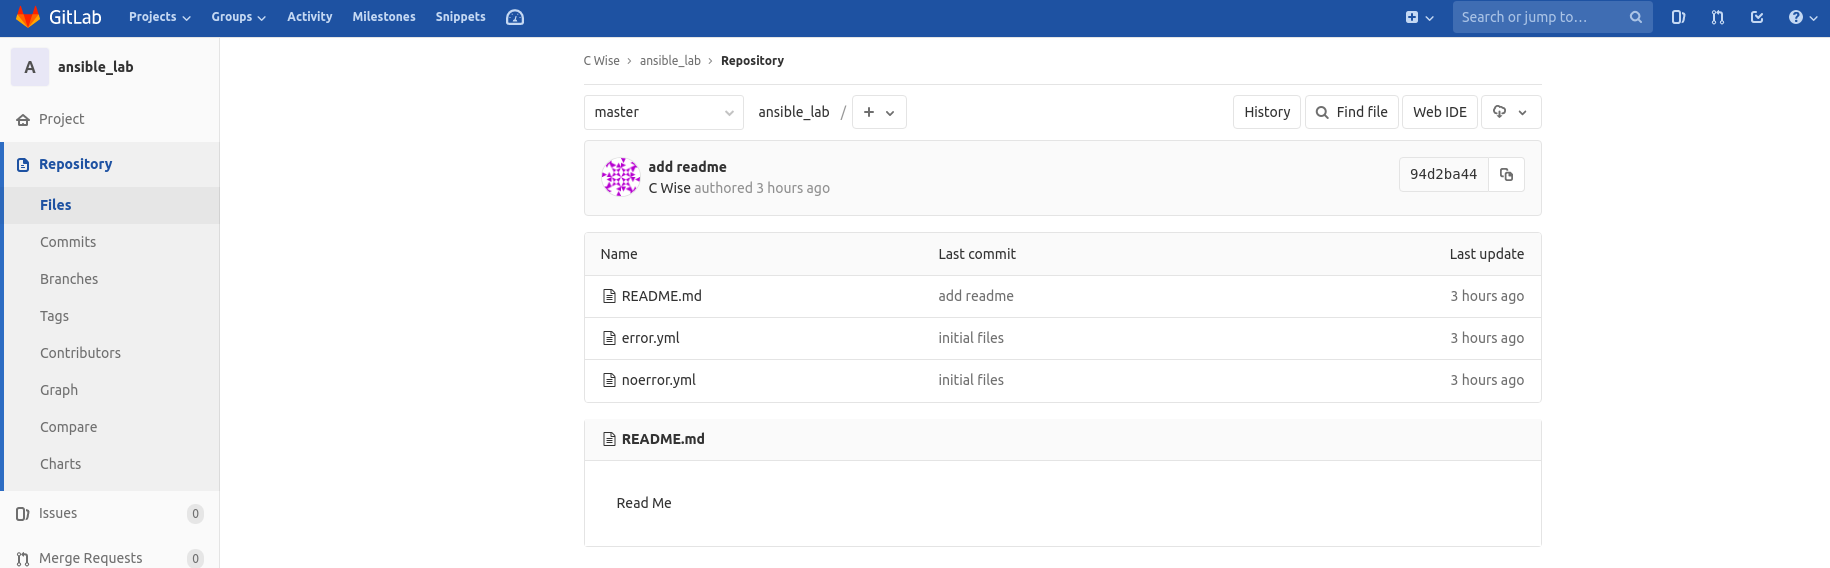 GitLab Projects Groups Activity Milestones Snippets Search or jump to...
A ansible_lab
Project
Repository
Files
Commits
Branches
Tags
Contributors
Graph
Compare
Charts
Issues 0
Merge Requests 0
C Wise › ansible_lab › Repository
master ansible_lab / + History Find file Web IDE
add readme
C Wise authored 3 hours ago
94d2ba44
Name Last commit Last update
README.md add readme 3 hours ago
error.yml initial files 3 hours ago
noerror.yml initial files 3 hours ago
README.md
Read Me